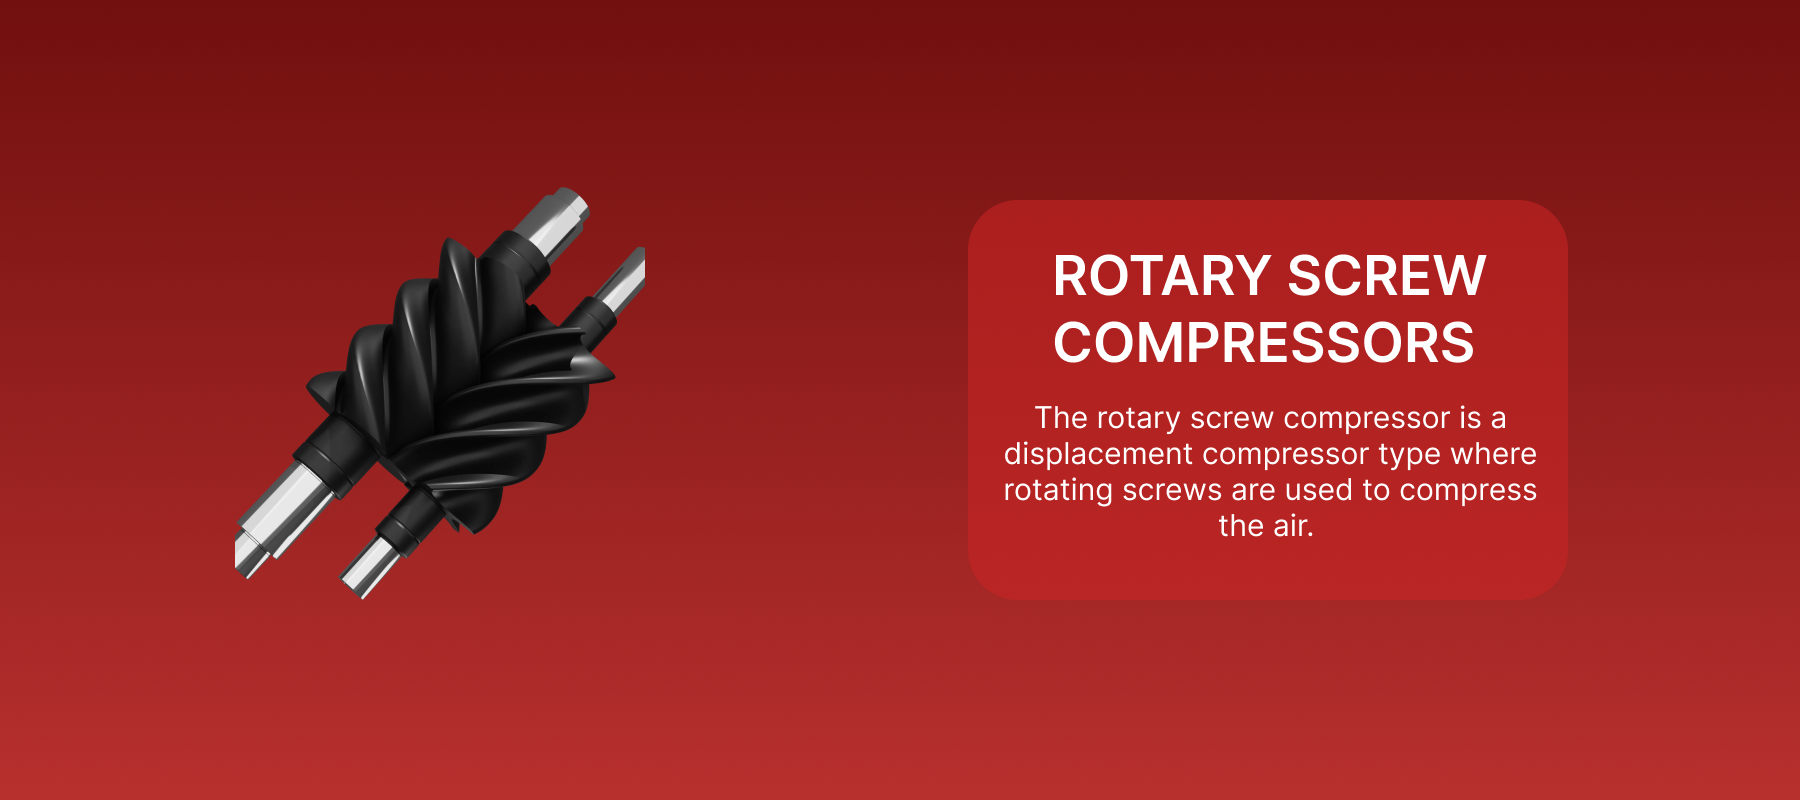 ROTARY SCREW
COMPRESSORS
The rotary screw compressor is a
displacement compressor type where
rotating screws are used to compress
the air.